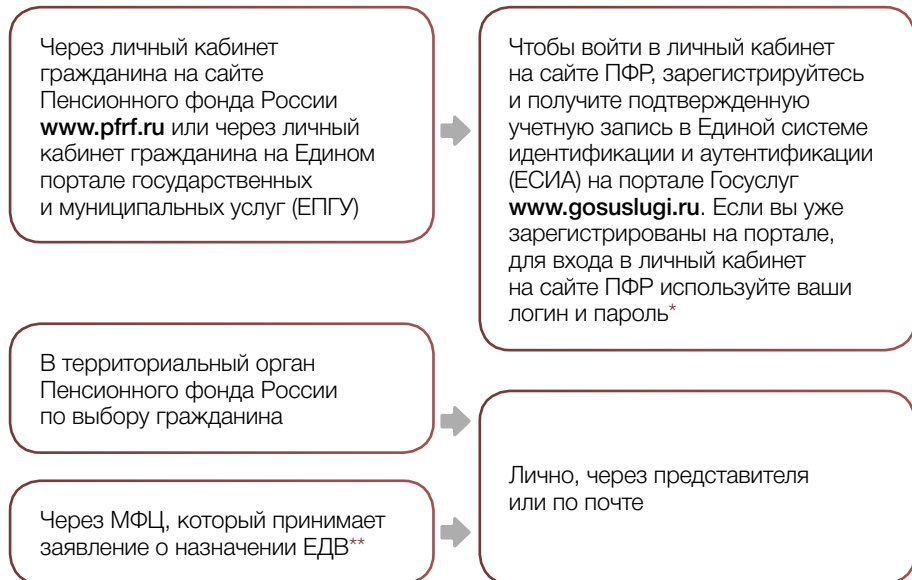 Через личный кабинет
гражданина на сайте
Пенсионного фонда России
www.pfrf.ru или через личный
кабинет гражданина на Едином
портале государственных
и муниципальных услуг (ЕПГУ)
Чтобы войти в личный кабинет
на сайте ПФР, зарегистрируйтесь
и получите подтвержденную
учетную запись в Единой системе
идентификации и аутентификации
(ЕСИА) на портале Госуслуг
www.gosuslugi.ru. Если вы уже
зарегистрированы на портале,
для входа в личный кабинет
на сайте ПФР используйте ваши
логин и пароль*
В территориальный орган
Пенсионного фонда России
по выбору гражданина
Через МФЦ, который принимает
заявление о назначении ЕДВ**
Лично, через представителя
или по почте